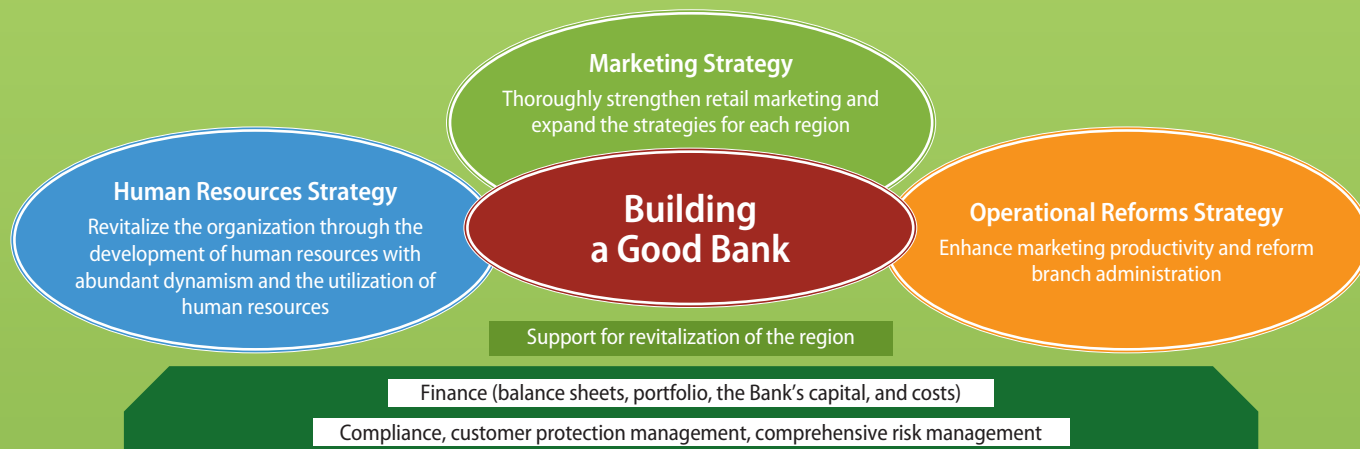 Marketing Strategy
Thoroughly strengthen retail marketing and
expand the strategies for each region
Human Resources Strategy
Revitalize the organization through the
development of human resources with
abundant dynamism and the utilization of
human resources
Building
a Good Bank
Operational Reforms Strategy
Enhance marketing productivity and reform
branch administration
Support for revitalization of the region
Finance (balance sheets, portfolio, the Bank’s capital, and costs)
Compliance, customer protection management, comprehensive risk management